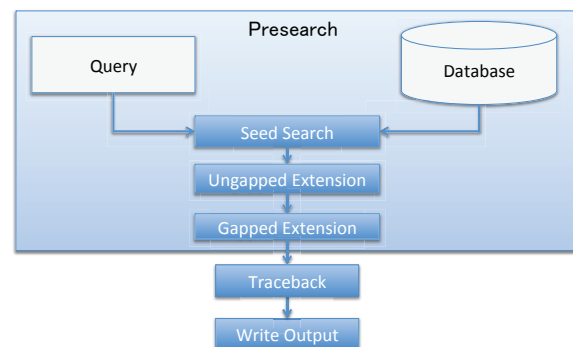 Presearch
Query
Database
Seed Search
Ungapped Extension
Gapped Extension
Traceback
Write Output